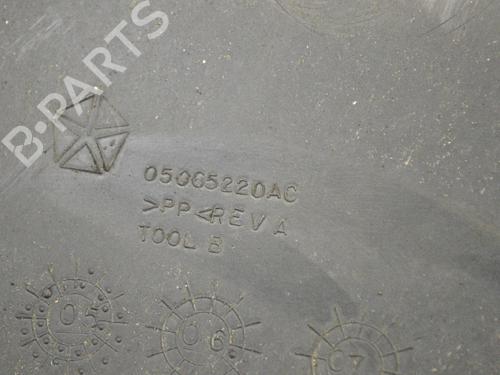 B-PARTS
05065220AC
>PP< REV A
TOOL B
05
06
07